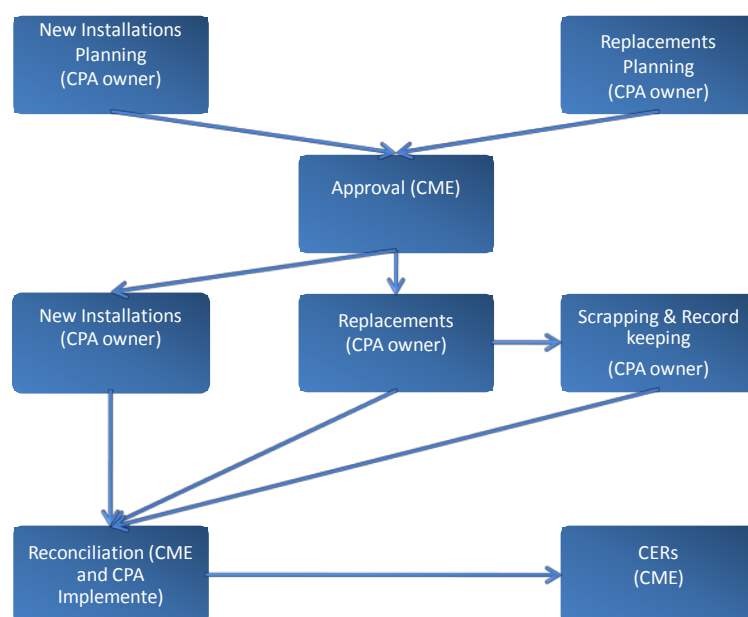 New Installations
Planning
(CPA owner)
Replacements
Planning
(CPA owner)
Approval (CME)
New Installations
(CPA owner)
Replacements
(CPA owner)
Scrapping & Record
keeping
(CPA owner)
Reconciliation (CME
and CPA
Implemente)
CERs
(CME)